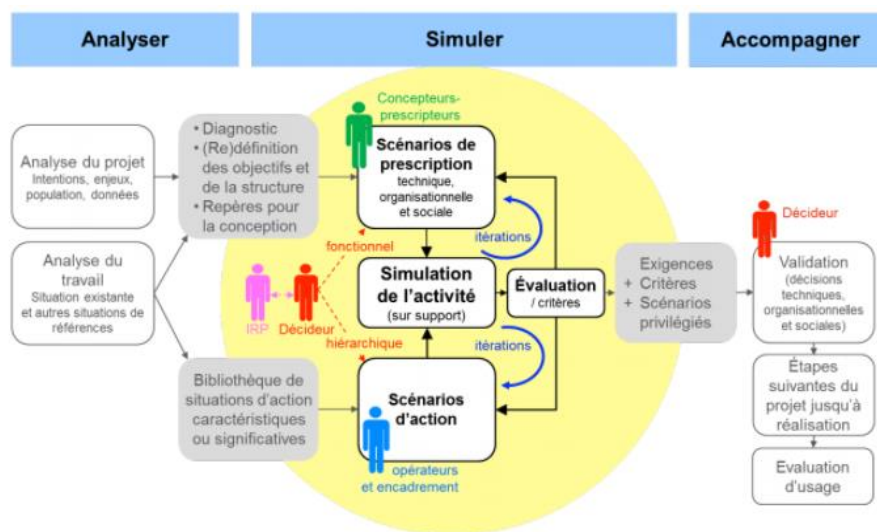 Analyser
Simuler
Accompagner
Analyse du projet
Intentions, enjeux,
population, données
Analyse du
travail
Situation existante
et autres situations de
références
• Diagnostic
• (Re)définition
des objectifs et
de la structure
• Repères pour
la conception
Bibliothèque de
situations d'action
caractéristiques
ou significatives
Concepteurs-
prescripteurs
Scénarios de
prescription
technique,
organisationnelle
et sociale
fonctionnel
IRP
Décideur
hiérarchique
Simulation
de l'activité
(sur support)
itérations
Évaluation
/ critères
itérations
Scénarios
d'action
opérateurs
et encadrement
Exigences
+ Critères
+ Scénarios
privilégiés
Décideur
Validation
(décisions
techniques,
organisationnelles
et sociales)
Étapes
suivantes du
projet jusqu'à
réalisation
Evaluation
d'usage